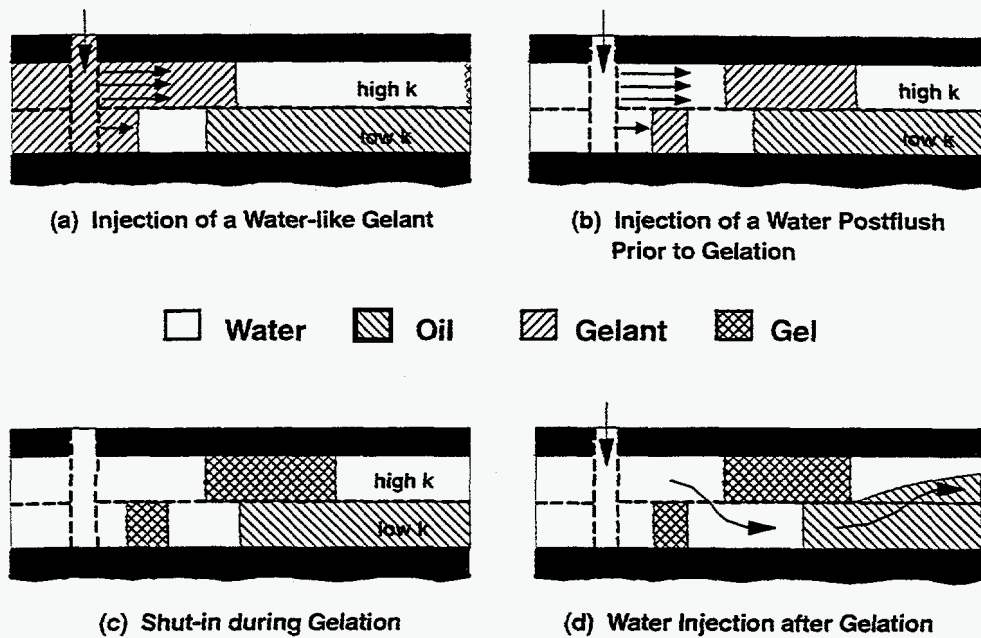 high k
low k
high k
low k
(a) Injection of a Water-like Gelant
(b) Injection of a Water Postflush
Prior to Gelation
Water
Oil
Gelant
Gel
high k
low k
(c) Shut-in during Gelation
(d) Water Injection after Gelation